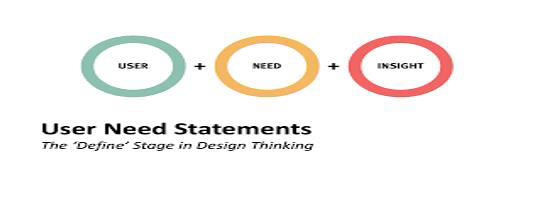 USER + NEED + INSIGHT
User Need Statements
The ‘Define’ Stage in Design Thinking